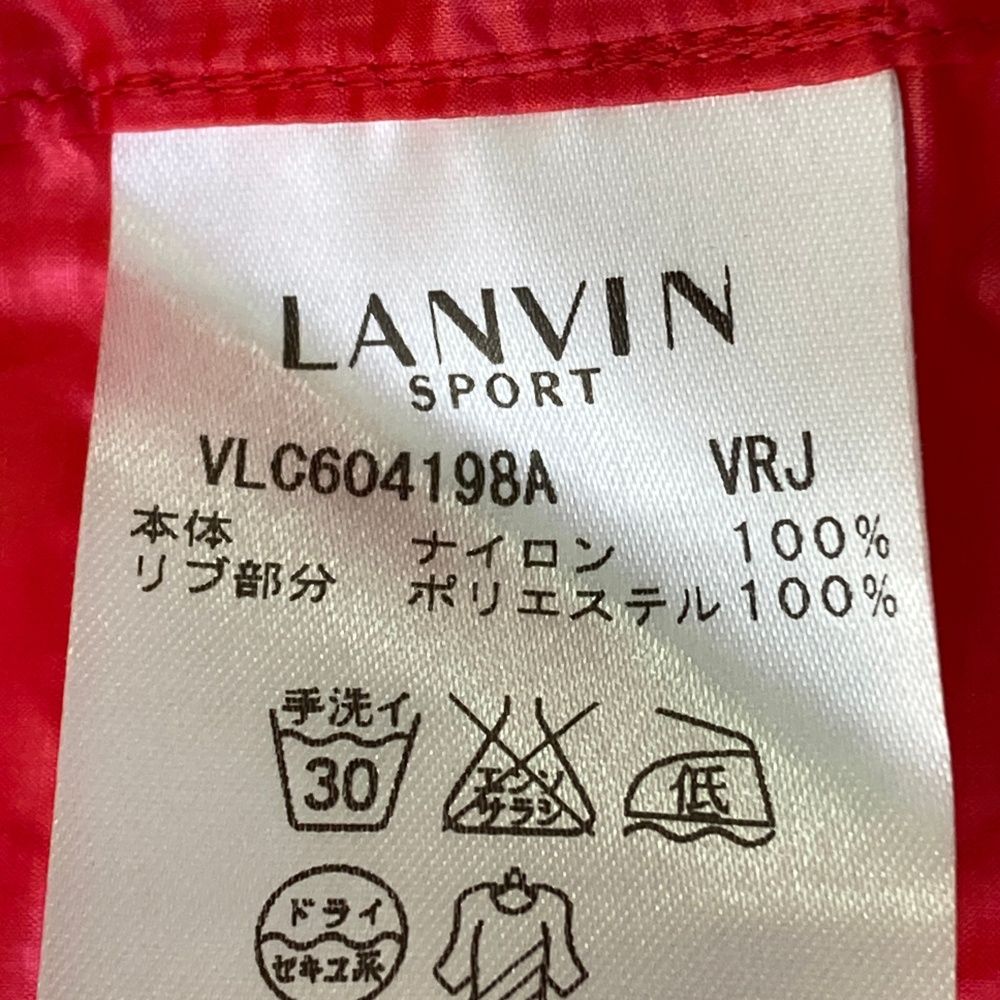 LANVIN
SPORT
VLC604198A VRJ
本体 ナイロン 100%
リブ部分 ポリエステル 100%
手洗イ
30
エンソ
サラシ
低
ドライ
セキユ系